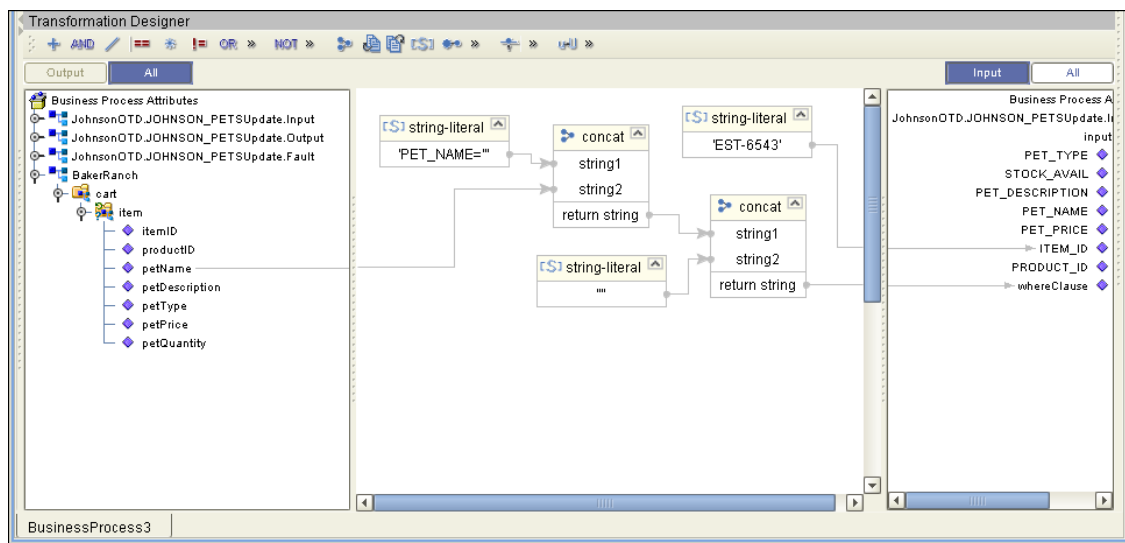 Transformation Designer
AND == != OR » NOT » [S] » » »
Output All Input All
Business Process Attributes
JohnsonOTD.JOHNSON_PETSUpdate.Input
JohnsonOTD.JOHNSON_PETSUpdate.Output
JohnsonOTD.JOHNSON_PETSUpdate.Fault
BakerRanch
cart
item
itemID
productID
petName
petDescription
petType
petPrice
petQuantity
[S] string-literal
'PET_NAME='"
concat
string1
string2
return string
[S] string-literal
'EST-6543'
[S] string-literal
""'
concat
string1
string2
return string
Business Process A
JohnsonOTD.JOHNSON_PETSUpdate.I
input
PET_TYPE
STOCK_AVAIL
PET_DESCRIPTION
PET_NAME
PET_PRICE
ITEM_ID
PRODUCT_ID
whereClause
BusinessProcess3